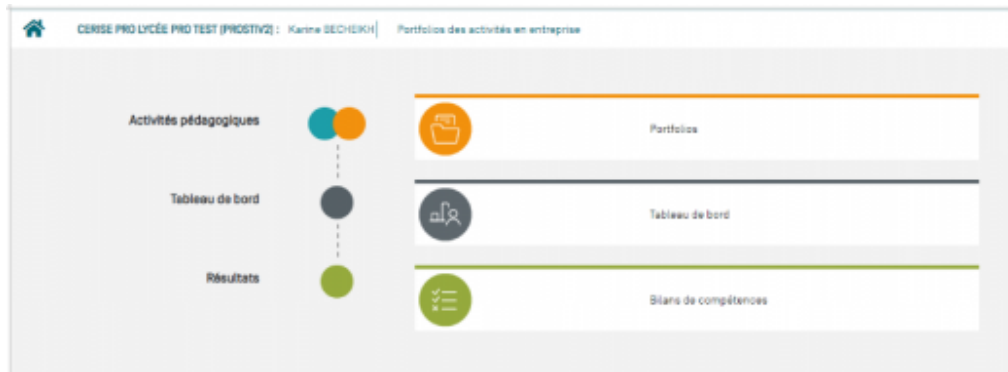 CERISE PRO LYCÉE PRO TEST (PROSTIV2) : Karine BECHEIKH Portfolios des activités en entreprise
Activités pédagogiques
Portfolios
Tableau de bord
Tableau de bord
Résultats
Bilans de compétences